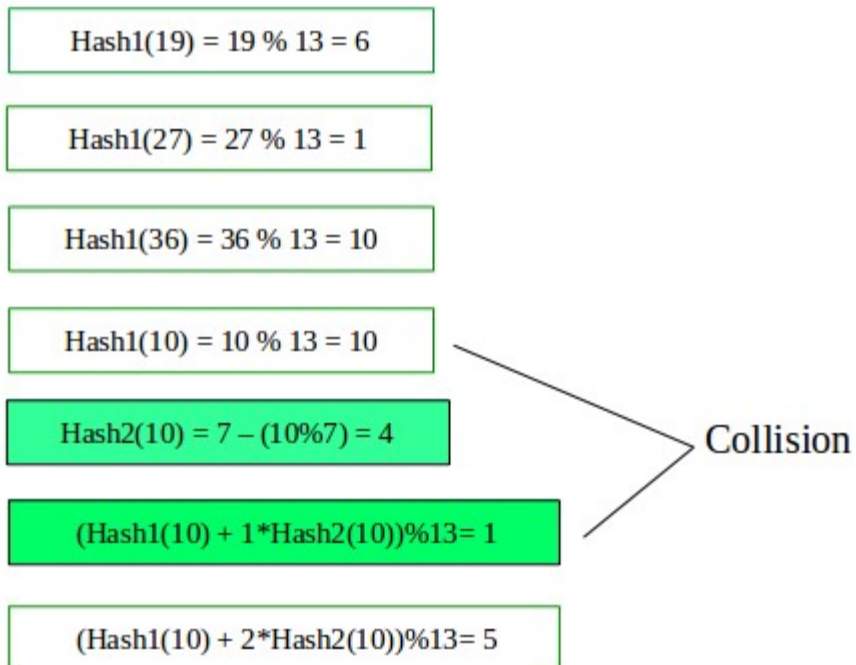 Hash1(19) = 19 % 13 = 6
Hash1(27) = 27 % 13 = 1
Hash1(36) = 36 % 13 = 10
Hash1(10) = 10 % 13 = 10
Hash2(10) = 7 – (10%7) = 4
Collision
(Hash1(10) + 1*Hash2(10))%13= 1
(Hash1(10) + 2*Hash2(10))%13= 5